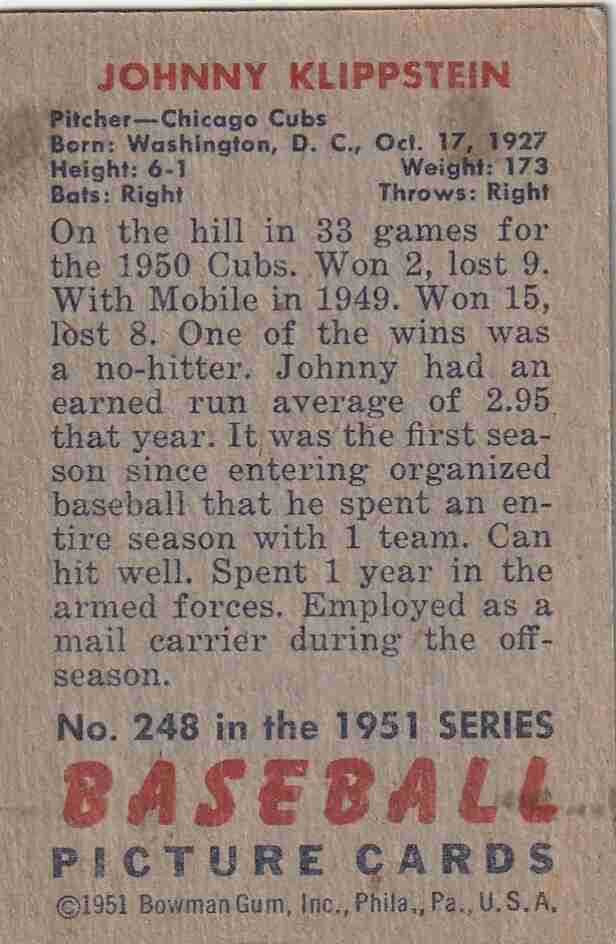 JOHNNY KLIPPSTEIN
Pitcher—Chicago Cubs
Born: Washington, D. C., Oct. 17, 1927
Height: 6-1 Weight: 173
Bats: Right Throws: Right
On the hill in 33 games for
the 1950 Cubs. Won 2, lost 9.
With Mobile in 1949. Won 15,
lost 8. One of the wins was
a no-hitter. Johnny had an
earned run average of 2.95
that year. It was the first sea-
son since entering organized
baseball that he spent an en-
tire season with 1 team. Can
hit well. Spent 1 year in the
armed forces. Employed as a
mail carrier during the off-
season.
No. 248 in the 1951 SERIES
BASEBALL
PICTURE CARDS
©1951 Bowman Gum, Inc., Phila., Pa., U. S. A.